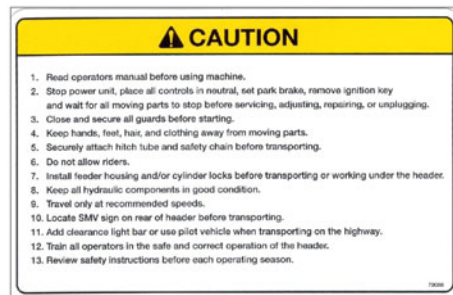 CAUTION
1. Read operators manual before using machine.
2. Stop power unit, place all controls in neutral, set park brake, remove ignition key
and wait for all moving parts to stop before servicing, adjusting, repairing, or unplugging.
3. Close and secure all guards before starting.
4. Keep hands, feet, hair, and clothing away from moving parts.
5. Securely attach hitch tube and safety chain before transporting.
6. Do not allow riders.
7. Install feeder housing and/or cylinder locks before transporting or working under the header.
8. Keep all hydraulic components in good condition.
9. Travel only at recommended speeds.
10. Locate SMV sign on rear of header before transporting.
11. Add clearance light bar or use pilot vehicle when transporting on the highway.
12. Train all operators in the safe and correct operation of the header.
13. Review safety instructions before each operating season.